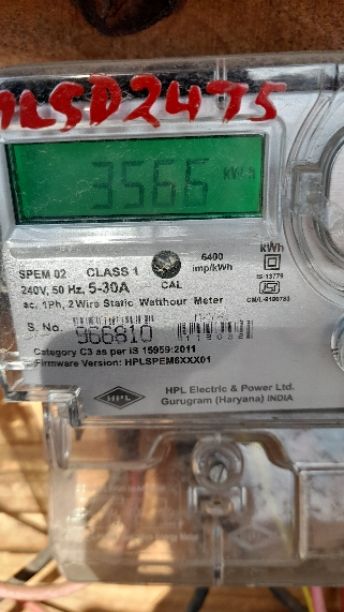 MSD2475
3566 kWh
SPEM 02 CLASS 1 6400 imp/kWh kWh
240V, 50 Hz, 5-30A CAL IS 13779
ac. 1Ph, 2 Wire Static Watthour Meter
S. No. 966810
Category C3 as per IS 15959:2011
Firmware Version: HPLSPEM6XXX01
HPL HPL Electric & Power Ltd.
Gurugram (Haryana) INDIA
HPL